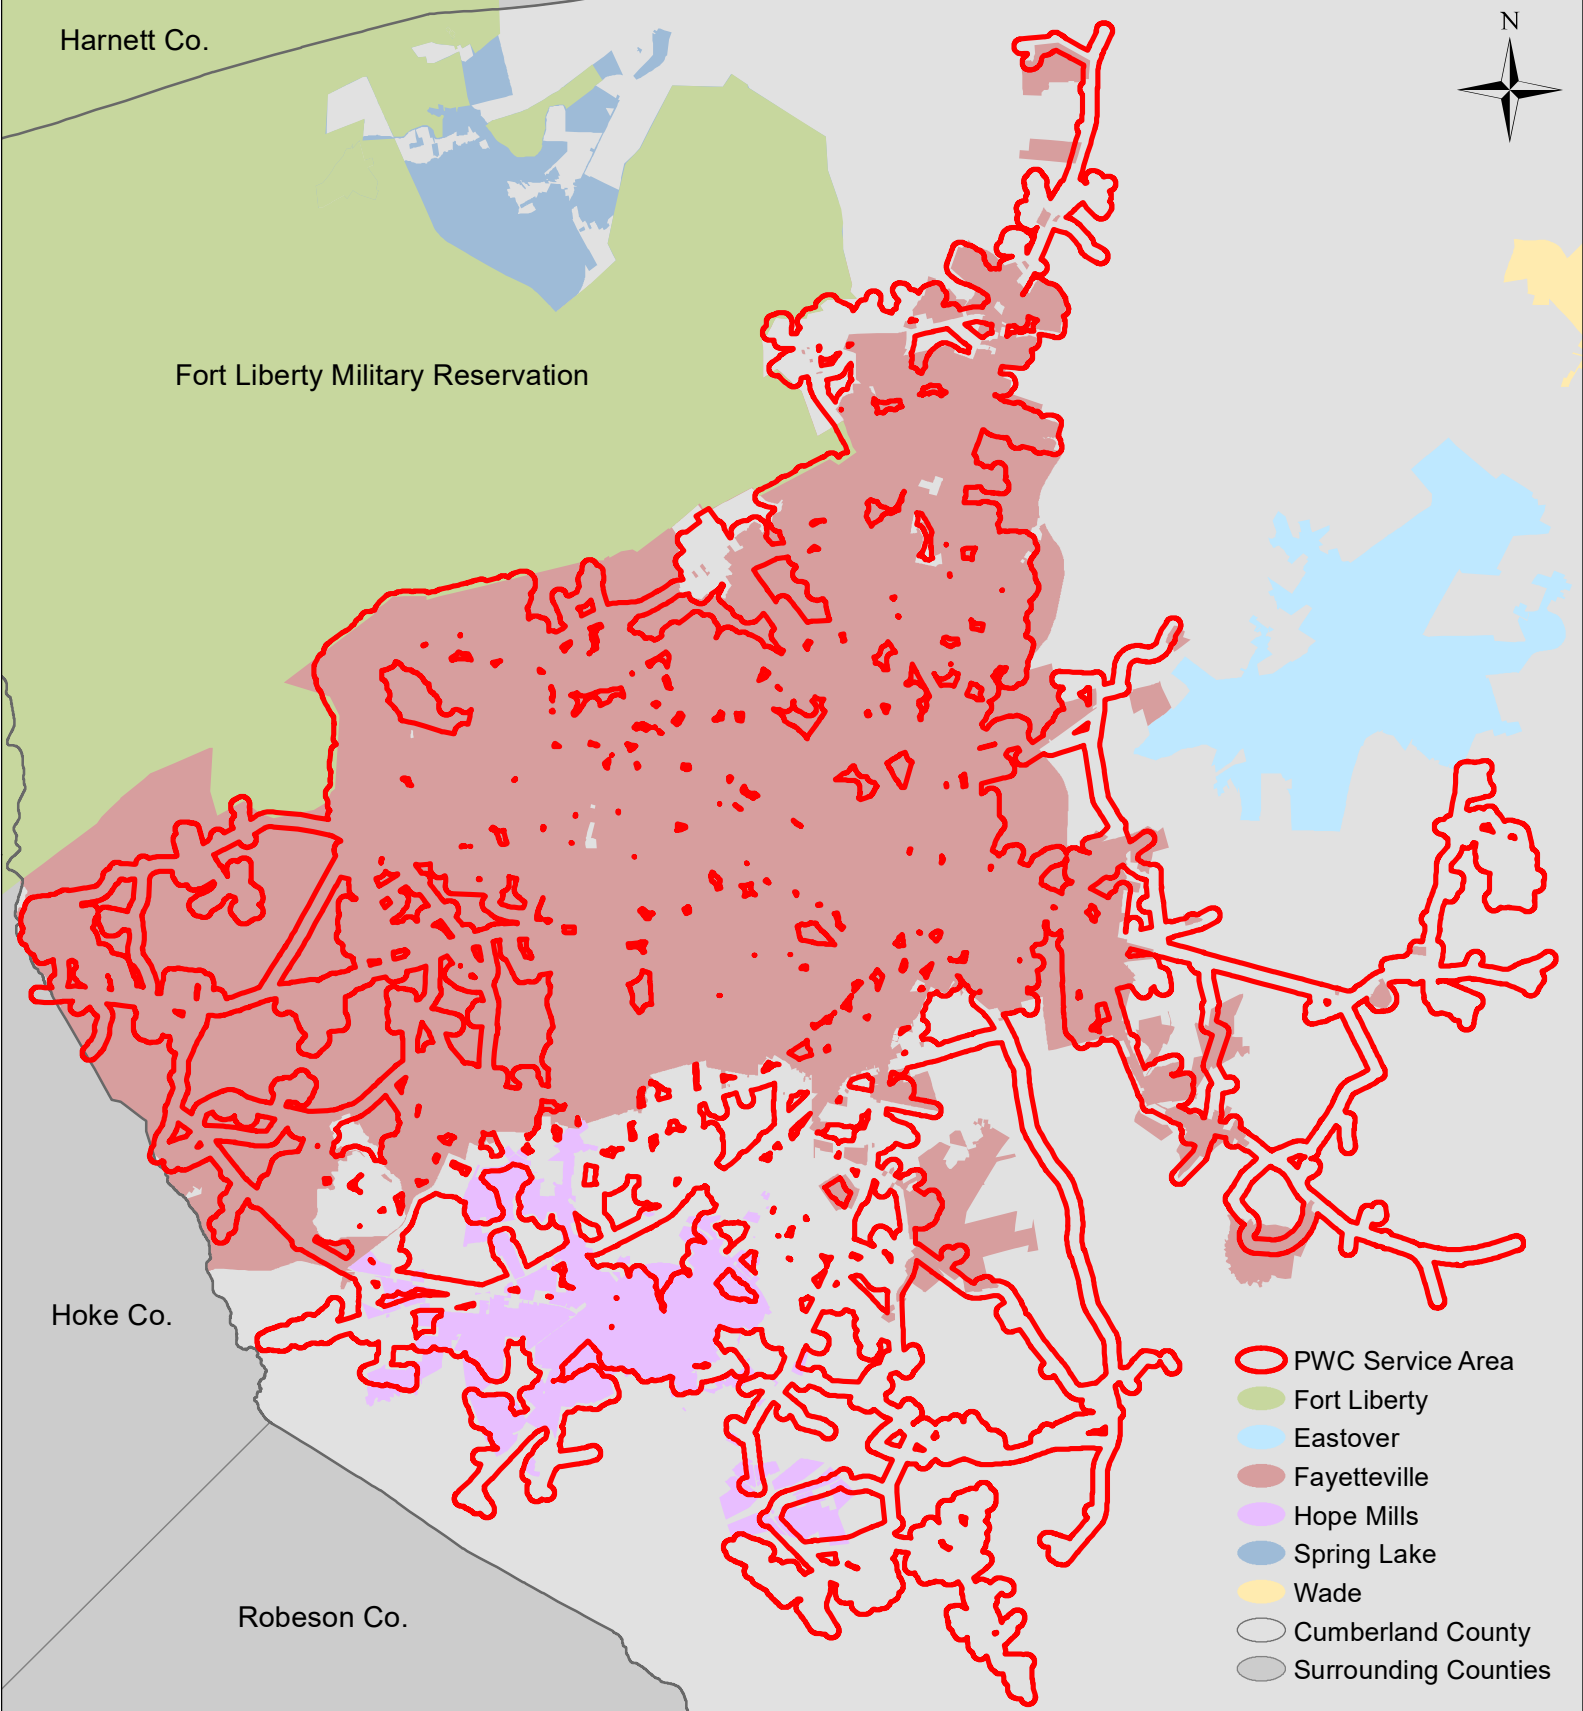 Harnett Co.
N
Fort Liberty Military Reservation
Hoke Co.
Robeson Co.
PWC Service Area
Fort Liberty
Eastover
Fayetteville
Hope Mills
Spring Lake
Wade
Cumberland County
Surrounding Counties